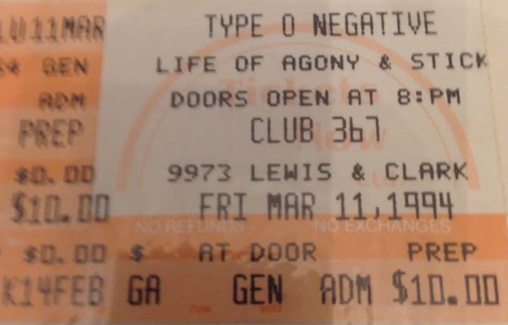 LU11MAR TYPE O NEGATIVE
GEN LIFE OF AGONY & STICK
ADM DOORS OPEN AT 8:PM
PREP CLUB 367
$0.00 9973 LEWIS & CLARK
$10.00 FRI MAR 11,1994
NO REFUNDS NO EXCHANGES
$0.00 $ AT DOOR PREP
K14FEB GA GEN ADM $10.00